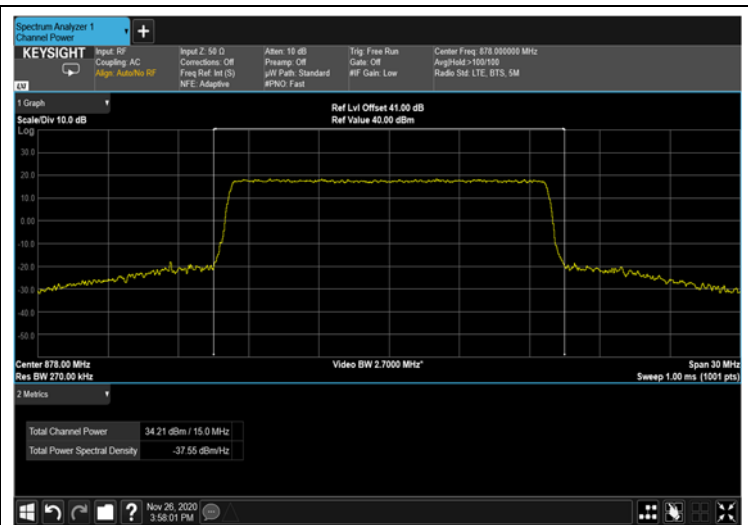 Spectrum Analyzer 1
Channel Power
+
KEYSIGHT
Input: RF
Coupling: AC
Align: Auto/No RF
Input Z: 50 Ω
Corrections: Off
Freq Ref: Int (S)
NFE: Adaptive
Atten: 10 dB
Preamp: Off
µW Path: Standard
#PNO: Fast
Trig: Free Run
Gate: Off
#IF Gain: Low
Center Freq: 878.000000 MHz
Avg|Hold:>100/100
Radio Std: LTE, BTS, 5M
LXI
1 Graph
Scale/Div 10.0 dB
Ref Lvl Offset 41.00 dB
Ref Value 40.00 dBm
Log
30.0
20.0
10.0
0.00
-10.0
-20.0
-30.0
-40.0
-50.0
Center 878.00 MHz
Video BW 2.7000 MHz*
Span 30 MHz
Res BW 270.00 kHz
Sweep 1.00 ms (1001 pts)
2 Metrics
Total Channel Power 34.21 dBm / 15.0 MHz
Total Power Spectral Density -37.55 dBm/Hz
?
Nov 26, 2020
3:58:01 PM